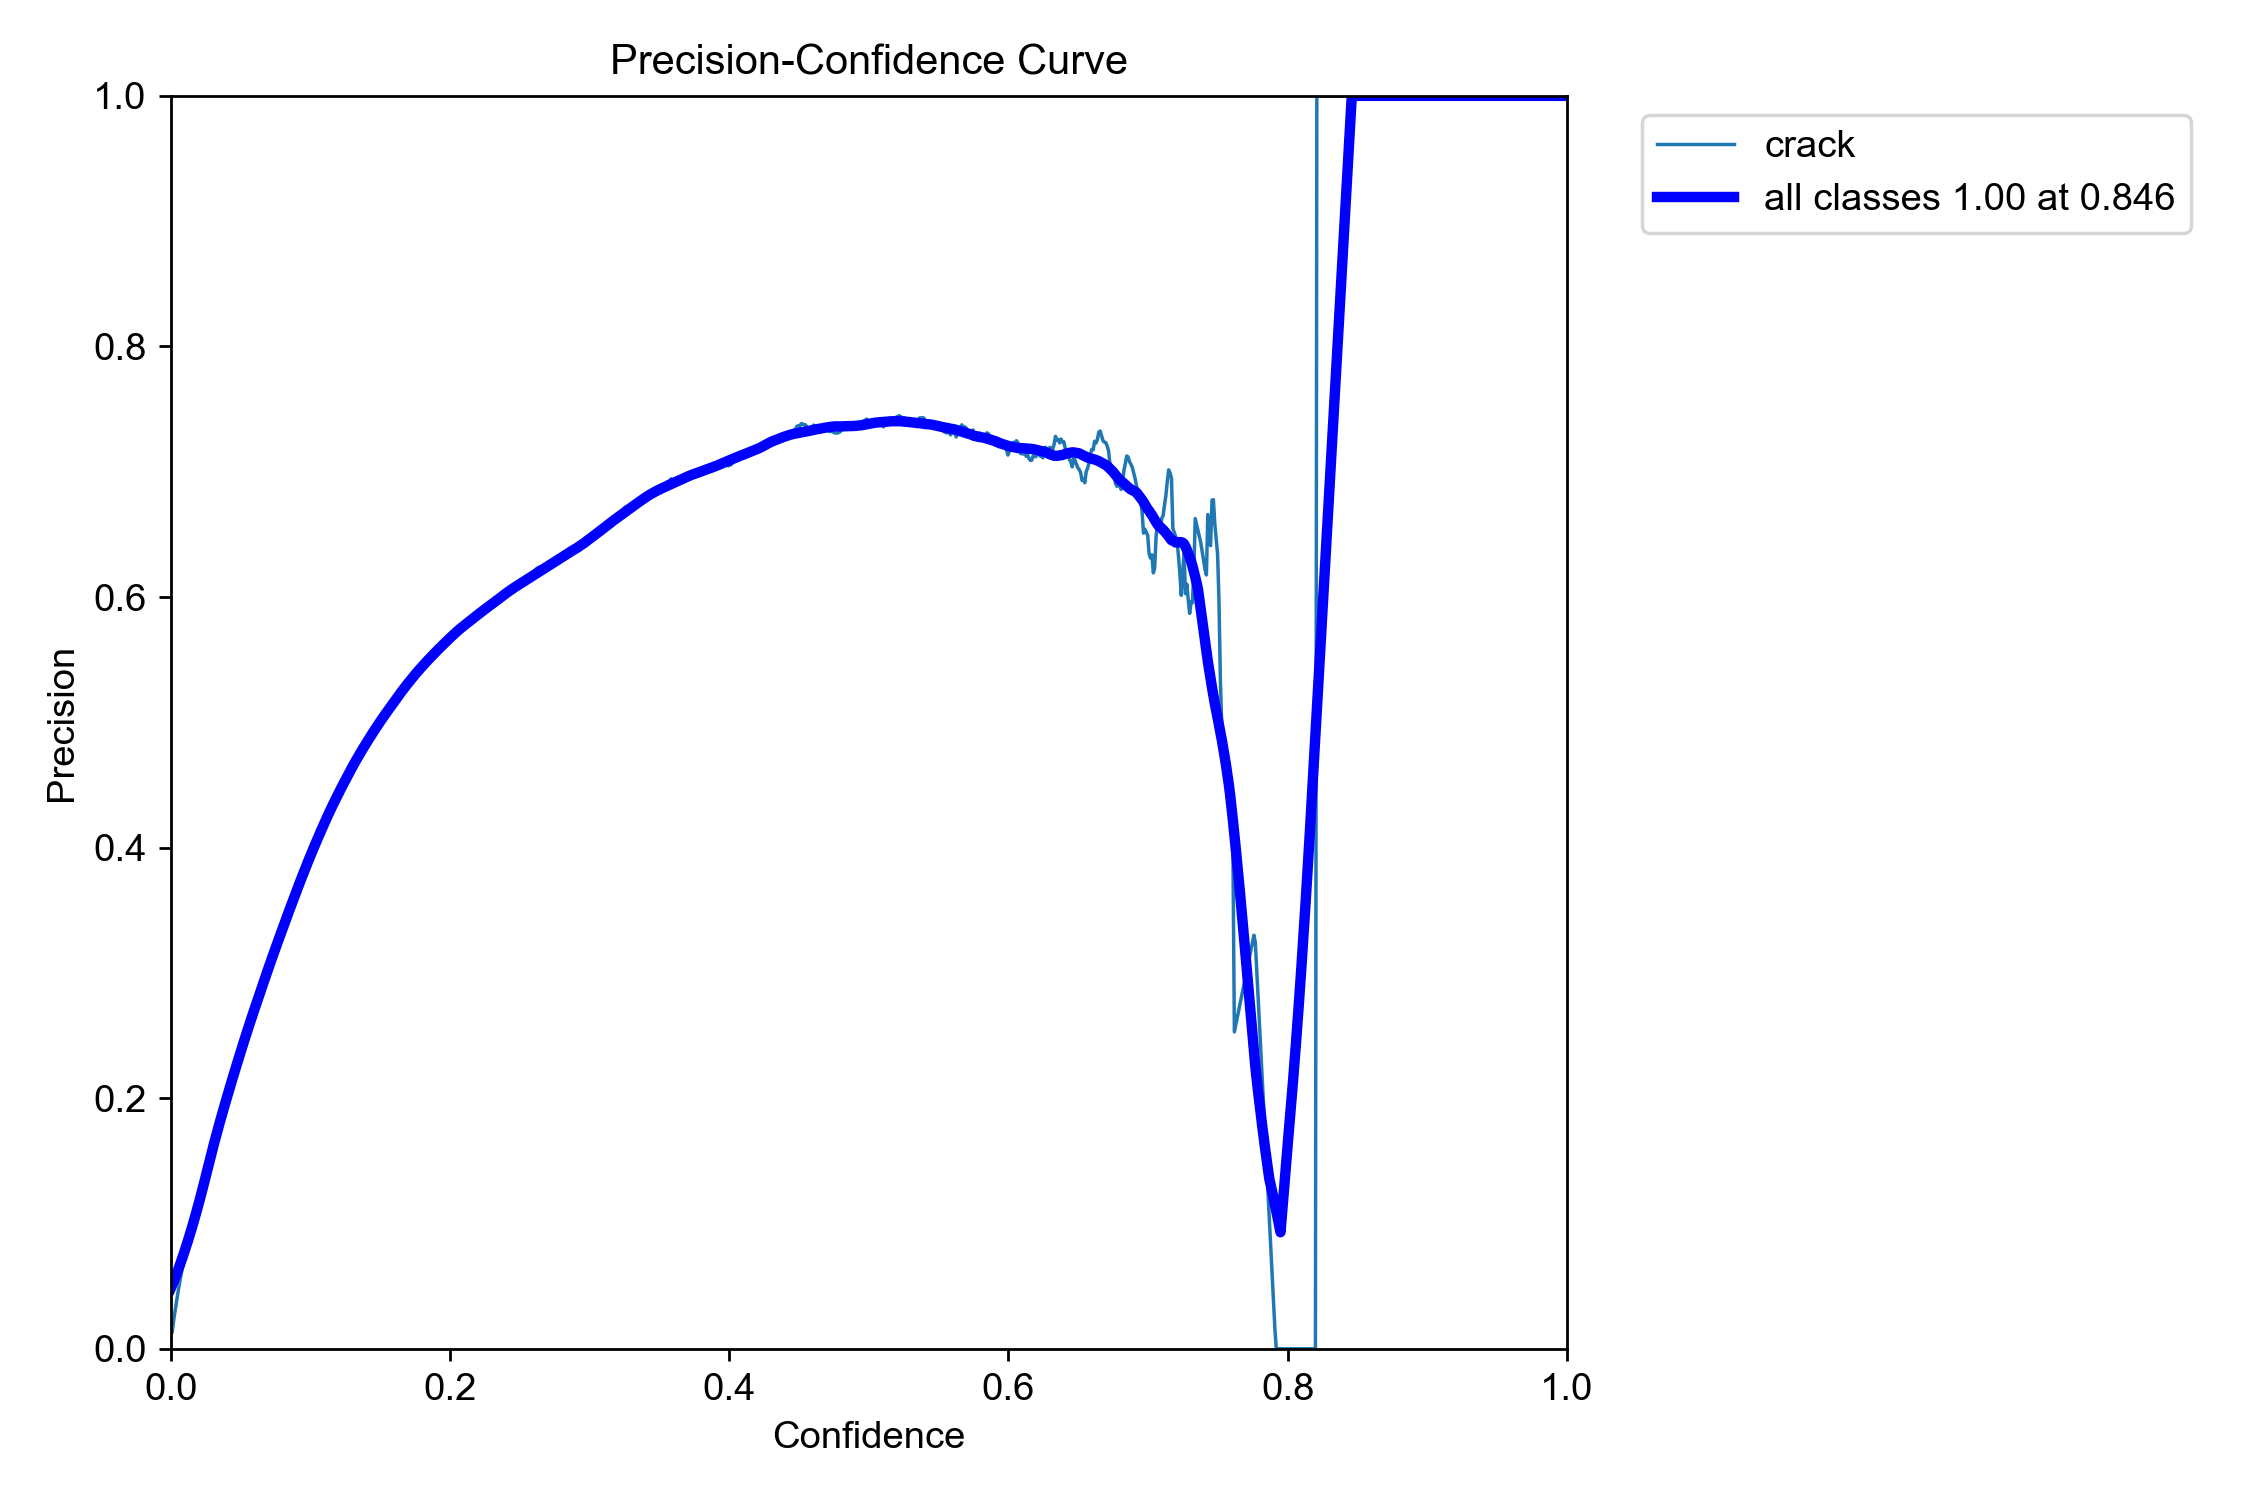 Precision-Confidence Curve
crack
all classes 1.00 at 0.846
Precision
1.0
0.8
0.6
0.4
0.2
0.0
0.0 0.2 0.4 0.6 0.8 1.0
Confidence